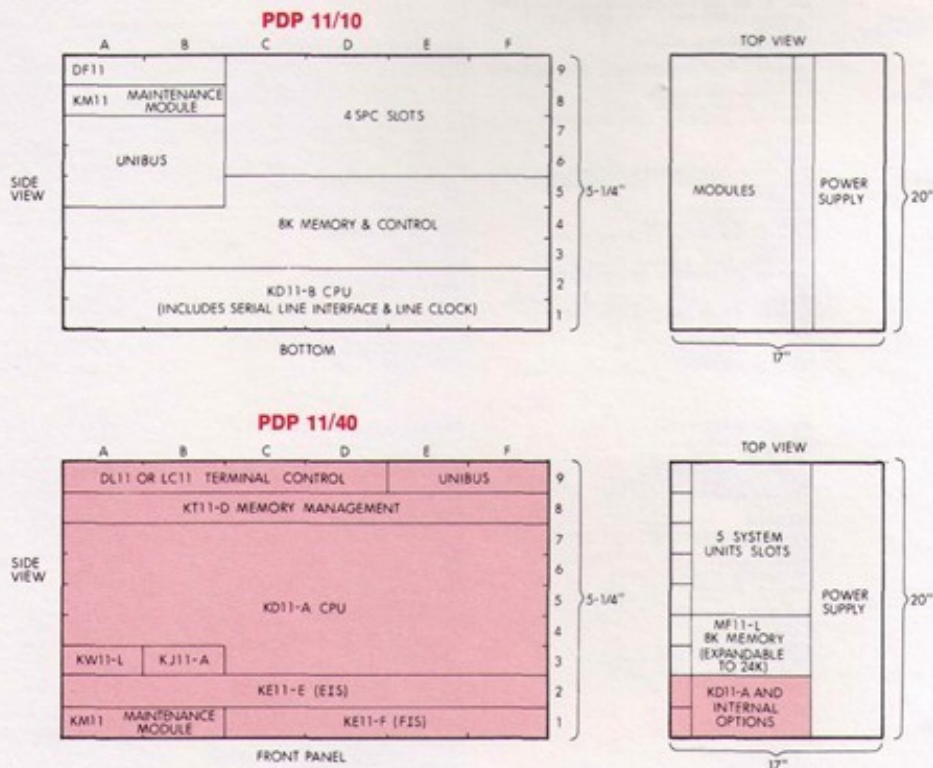 PDP 11/10
A B C D E F
TOP VIEW
DF11
9
KM11 MAINTENANCE MODULE
8
4 SPC SLOTS
7
UNIBUS
6
SIDE VIEW
5
5-1/4"
MODULES
POWER SUPPLY
20"
8K MEMORY & CONTROL
4
3
KD11-B CPU
2
(INCLUDES SERIAL LINE INTERFACE & LINE CLOCK)
1
BOTTOM
17"
PDP 11/40
A B C D E F
TOP VIEW
DL11 OR LC11 TERMINAL CONTROL
UNIBUS
9
KT11-D MEMORY MANAGEMENT
8
7
5 SYSTEM
UNITS SLOTS
SIDE VIEW
6
KD11-A CPU
5
5-1/4"
POWER SUPPLY
20"
4
MF11-L
8K MEMORY
(EXPANDABLE
TO 24K)
KW11-L
KJ11-A
3
KE11-E (EIS)
2
KD11-A AND
INTERNAL
OPTIONS
KM11 MAINTENANCE MODULE
KE11-F (FIS)
1
FRONT PANEL
17"